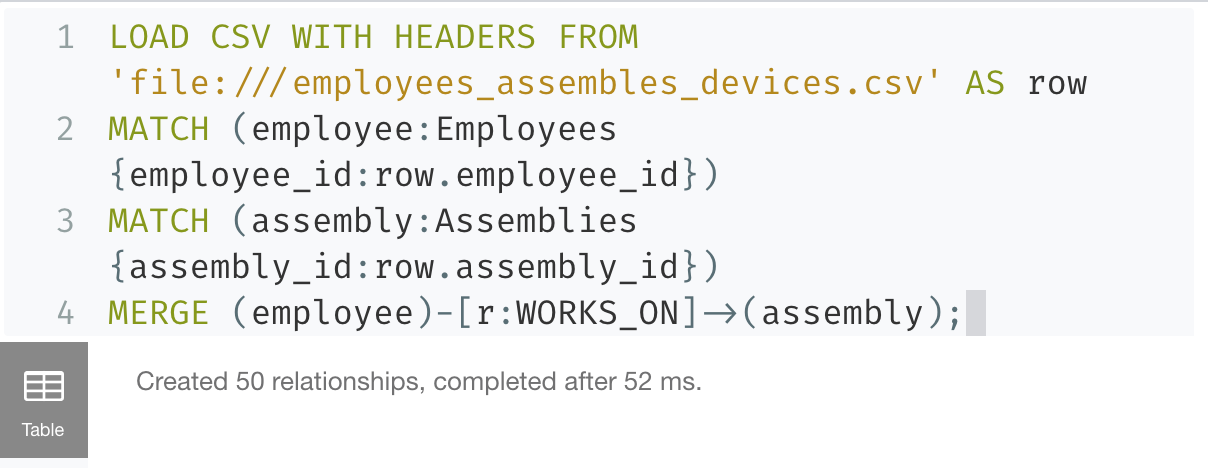 1 LOAD CSV WITH HEADERS FROM
'file:///employees_assembles_devices.csv' AS row
2 MATCH (employee:Employees
{employee_id:row.employee_id})
3 MATCH (assembly:Assemblies
{assembly_id:row.assembly_id})
4 MERGE (employee)-[r:WORKS_ON]->(assembly);
Created 50 relationships, completed after 52 ms.
Table